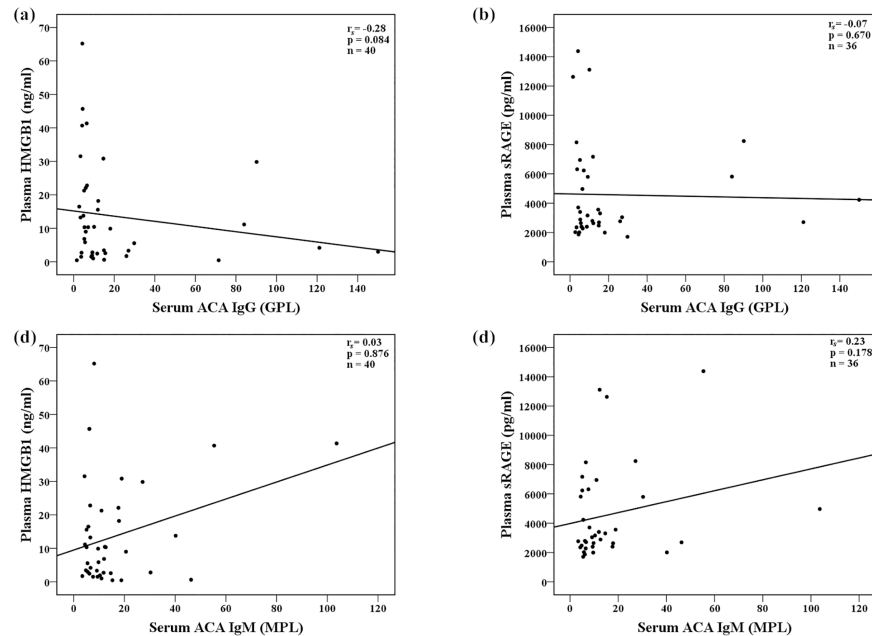 (a)
r_s= -0.28
p = 0.084
n = 40
70
60
50
40
30
20
10
0
Plasma HMGB1 (ng/ml)
0 20 40 60 80 100 120 140
Serum ACA IgG (GPL)
(b)
r_s= -0.07
p = 0.670
n = 36
16000
14000
12000
10000
8000
6000
4000
2000
0
Plasma sRAGE (pg/ml)
0 20 40 60 80 100 120 140
Serum ACA IgG (GPL)
(d)
r_s= 0.03
p = 0.876
n = 40
70
60
50
40
30
20
10
0
Plasma HMGB1 (ng/ml)
0 20 40 60 80 100 120
Serum ACA IgM (MPL)
(d)
r_s= 0.23
p = 0.178
n = 36
16000
14000
12000
10000
8000
6000
4000
2000
0
Plasma sRAGE (pg/ml)
0 20 40 60 80 100 120
Serum ACA IgM (MPL)